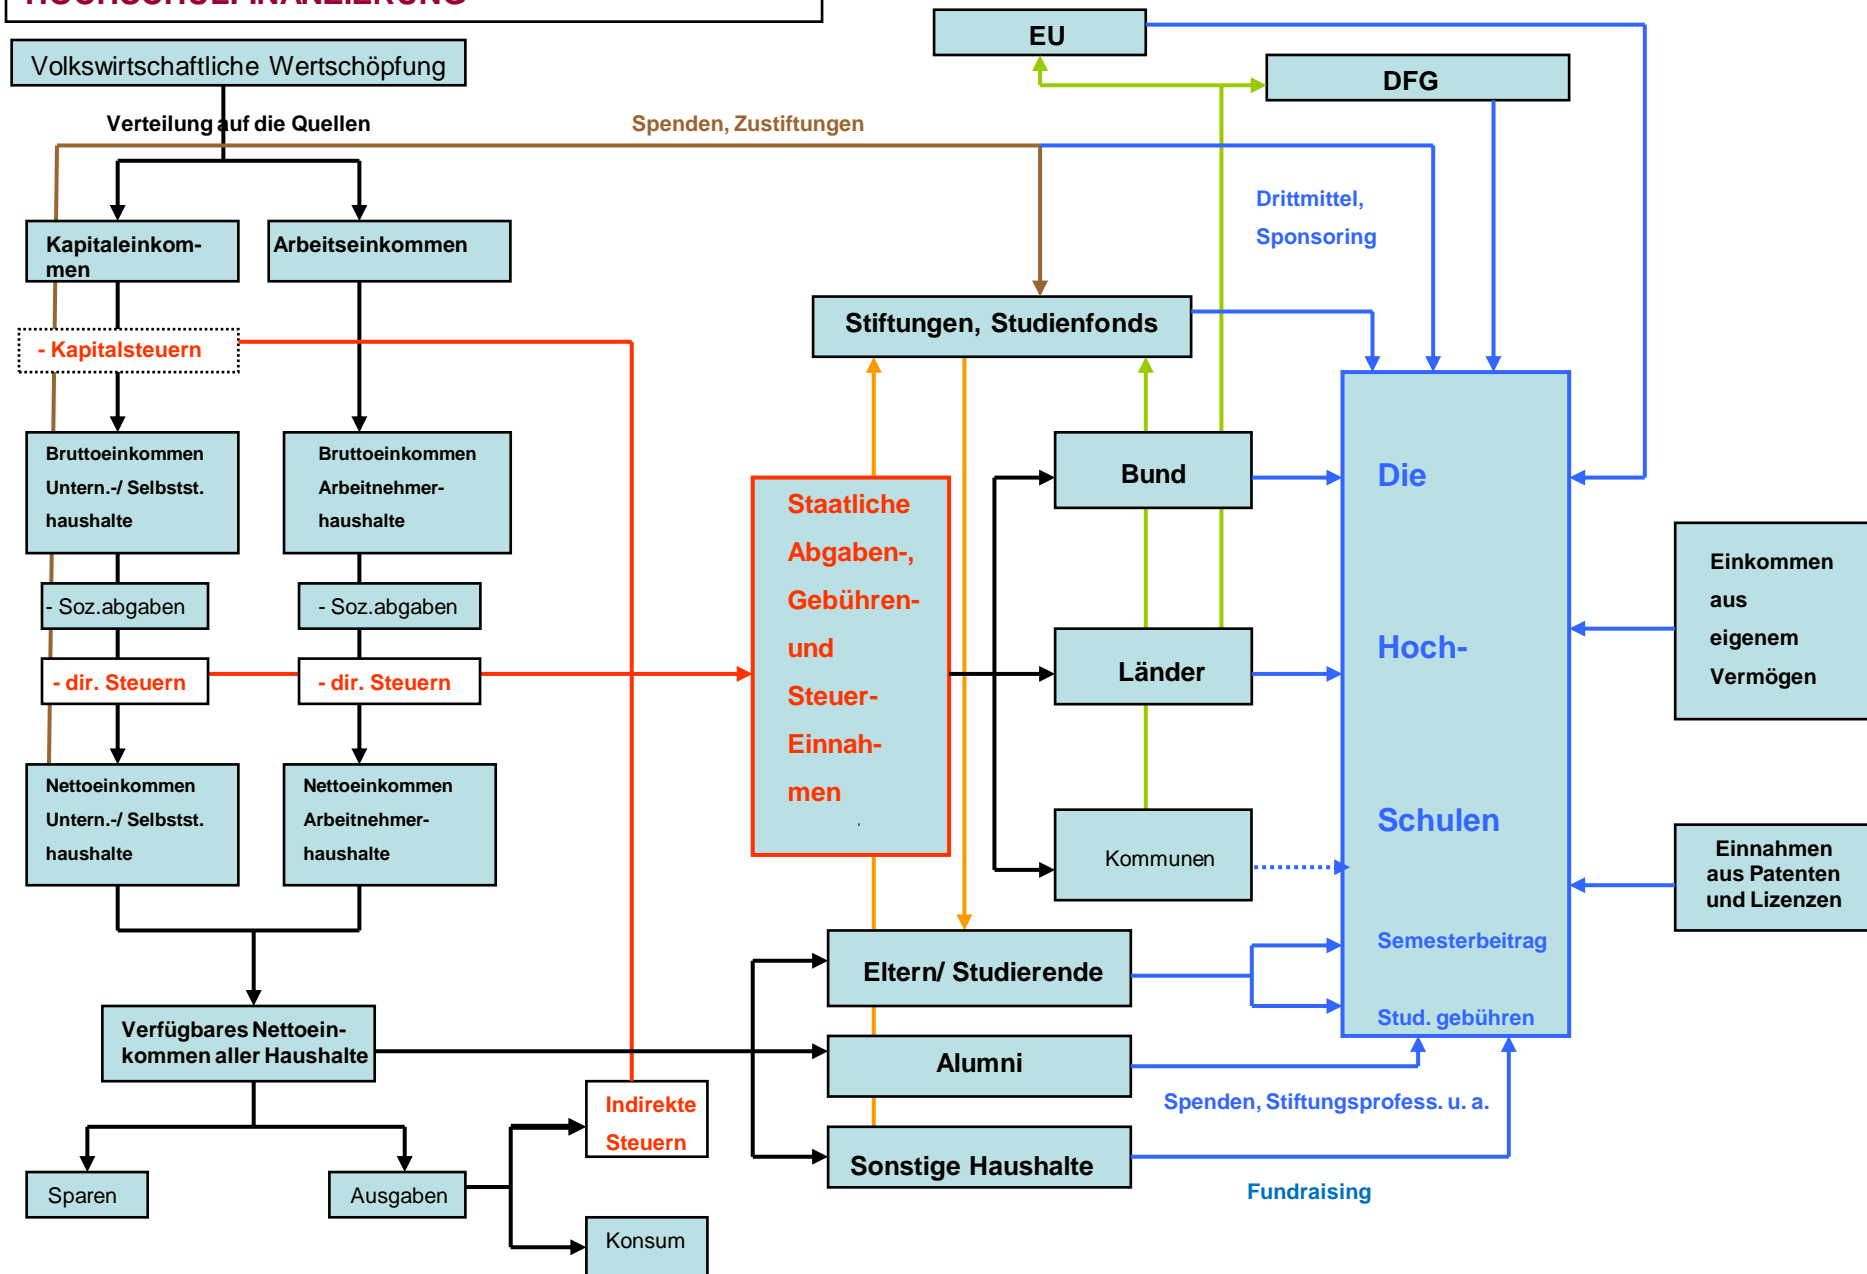 HOCHSCHULFINANZIERUNG
EU
Volkswirtschaftliche Wertschöpfung
DFG
Verteilung auf die Quellen
Spenden, Zustiftungen
Drittmittel,
Sponsoring
Kapitaleinkom-
men
Arbeitseinkommen
Stiftungen, Studienfonds
- Kapitalsteuern
Bruttoeinkommen
Untern.-/ Selbstst.
haushalte
Bruttoeinkommen
Arbeitnehmer-
haushalte
Staatliche
Abgaben-,
Gebühren-
und
Steuer-
Einnah-
men
Bund
Länder
Kommunen
Die
Hoch-
Schulen
Semesterbeitrag
Stud. gebühren
Einkommen
aus
eigenem
Vermögen
Einnahmen
aus Patenten
und Lizenzen
- Soz.abgaben
- Soz.abgaben
- dir. Steuern
- dir. Steuern
Nettoeinkommen
Untern.-/ Selbstst.
haushalte
Nettoeinkommen
Arbeitnehmer-
haushalte
Eltern/ Studierende
Verfügbares Nettoein-
kommen aller Haushalte
Alumni
Indirekte
Steuern
Spenden, Stiftungsprofess. u. a.
Sonstige Haushalte
Sparen
Ausgaben
Fundraising
Konsum